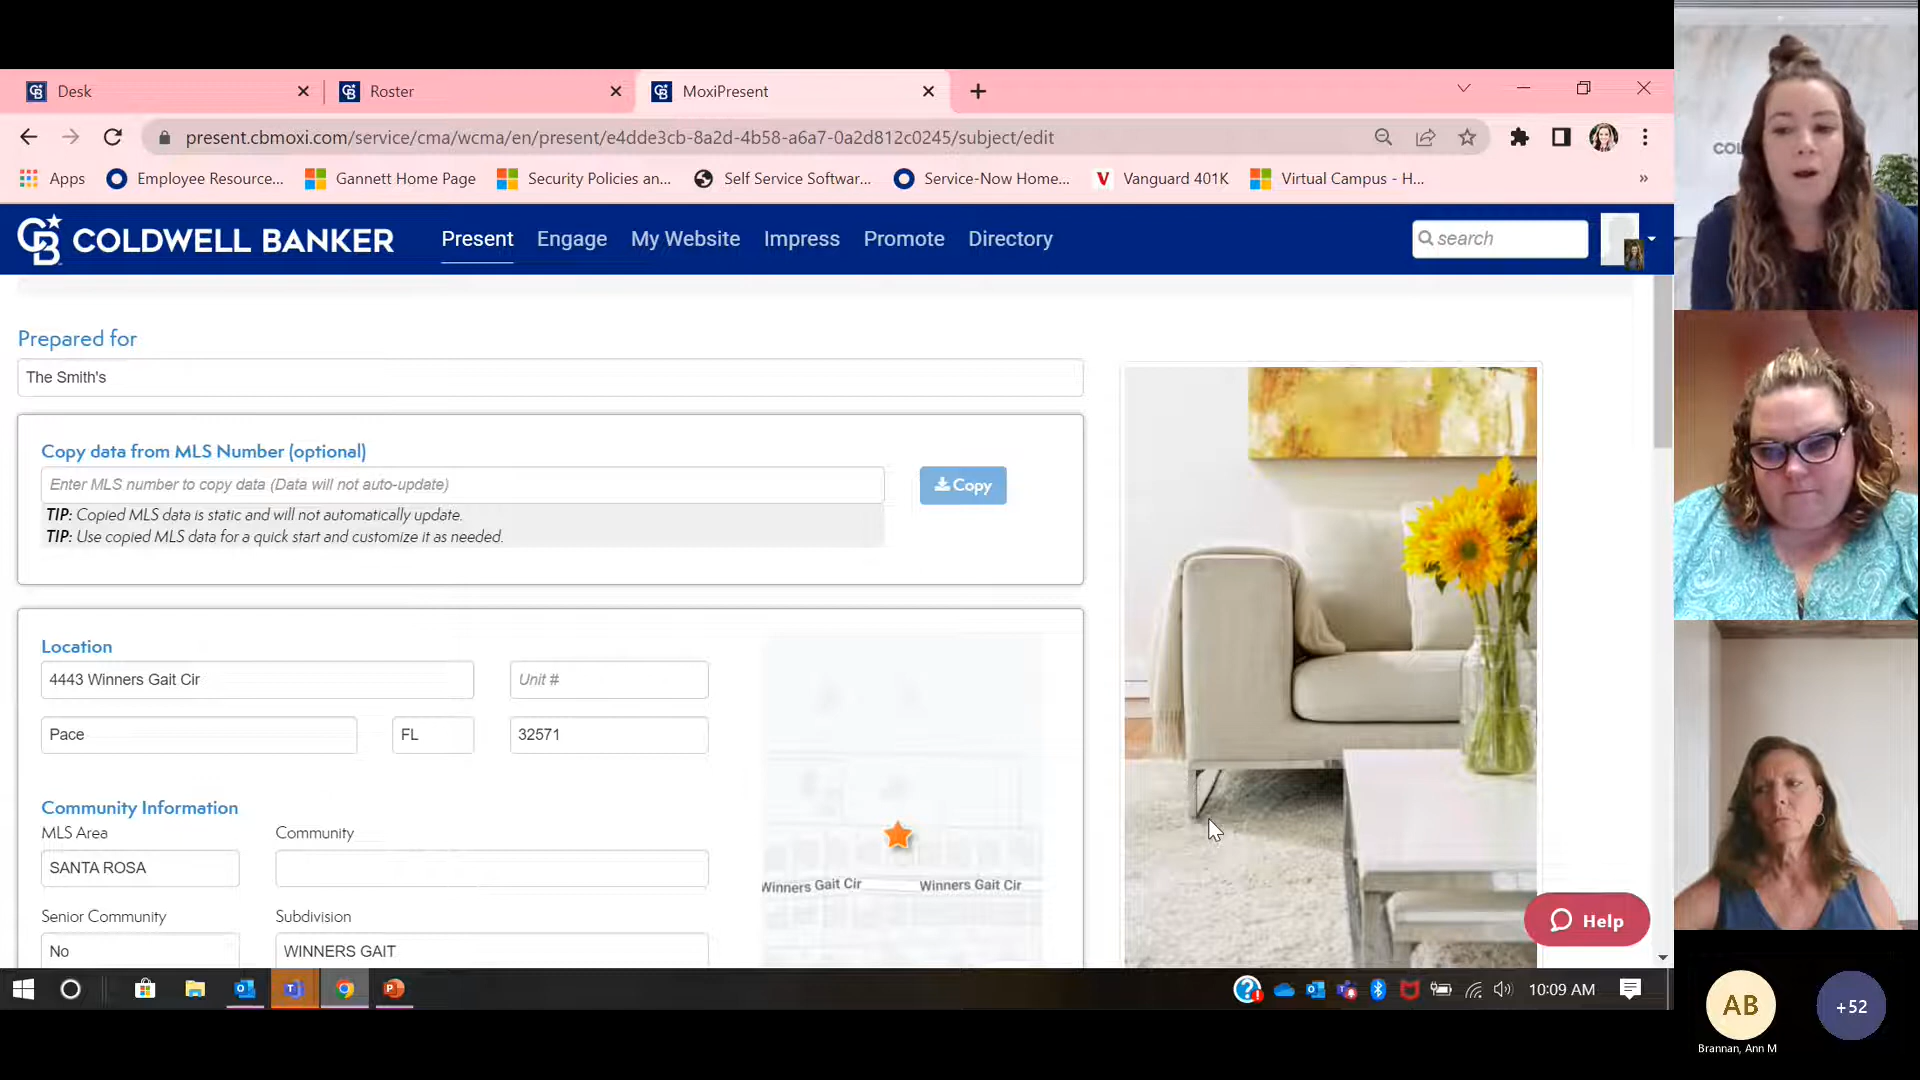 Desk
Roster
MoxiPresent
present.cbmoxi.com/service/cma/wcma/en/present/e4dde3cb-8a2d-4b58-a6a7-0a2d812c0245/subject/edit
Apps
Employee Resource...
Gannett Home Page
Security Policies an...
Self Service Softwar...
Service-Now Home...
Vanguard 401K
Virtual Campus - H...
»
CB COLDWELL BANKER
Present
Engage
My Website
Impress
Promote
Directory
search
Prepared for
The Smith's
Copy data from MLS Number (optional)
Enter MLS number to copy data (Data will not auto-update)
Copy
TIP: Copied MLS data is static and will not automatically update.
TIP: Use copied MLS data for a quick start and customize it as needed.
Location
4443 Winners Gait Cir
Unit #
Pace
FL
32571
Community Information
MLS Area
Community
SANTA ROSA
Senior Community
Subdivision
No
WINNERS GAIT
Winners Gait Cir
Winners Gait Cir
Help
10:09 AM
AB
Brannan, Ann M
+52